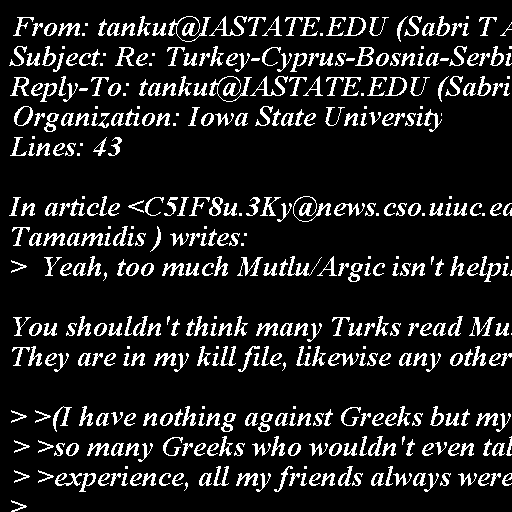 From: tankut@IASTATE.EDU (Sabri T
Subject: Re: Turkey-Cyprus-Bosnia-Serbi
Reply-To: tankut@IASTATE.EDU (Sabri
Organization: Iowa State University
Lines: 43

In article <C5IF8u.3Ky@news.cso.uiuc.ed
Tamamidis ) writes:
>  Yeah, too much Mutlu/Argic isn't helpi

You shouldn't think many Turks read Mu
They are in my kill file, likewise any other

> >(I have nothing against Greeks but my
> >so many Greeks who wouldn't even tal
> >experience, all my friends always were
>